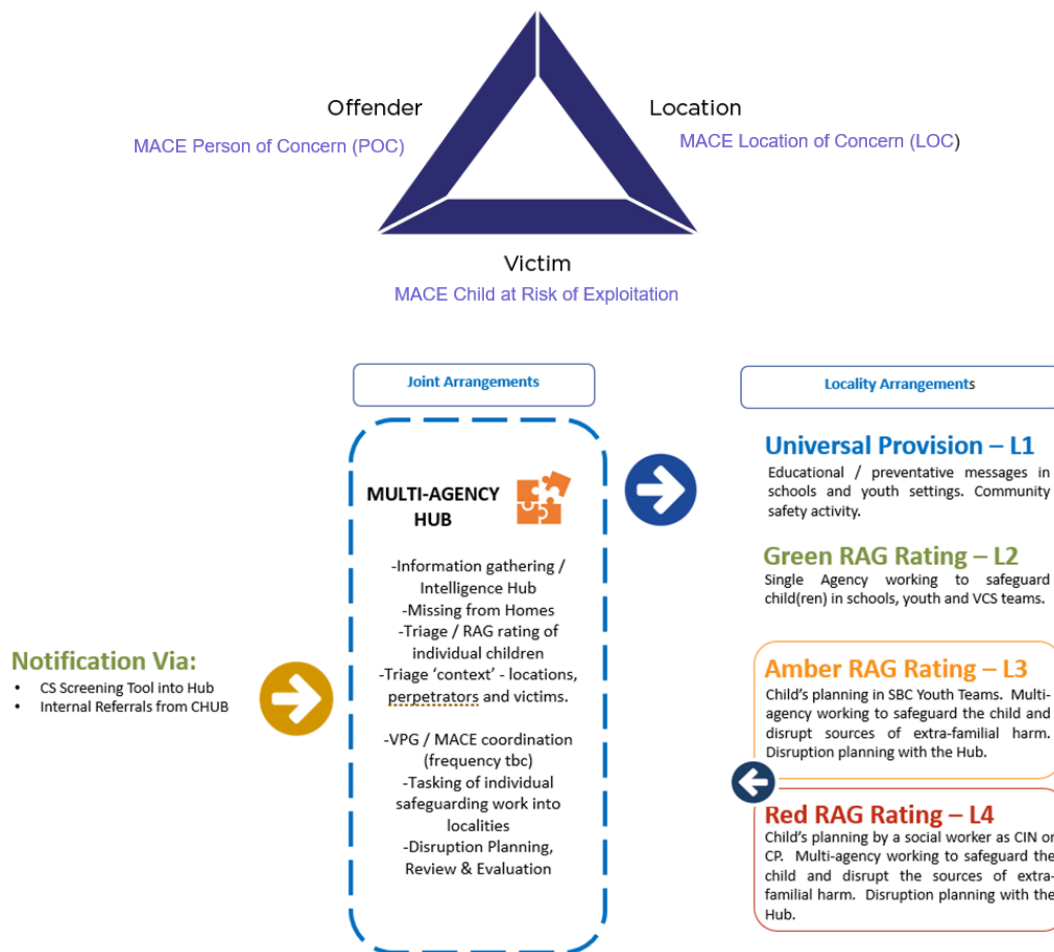 Offender
MACE Person of Concern (POC)
Location
MACE Location of Concern (LOC)
Victim
MACE Child at Risk of Exploitation
Notification Via:
• CS Screening Tool into Hub
• Internal Referrals from CHUB
Joint Arrangements
MULTI-AGENCY
HUB
-Information gathering /
Intelligence Hub
-Missing from Homes
-Triage / RAG rating of
individual children
-Triage ‘context’ - locations,
perpetrators and victims.
-VPG / MACE coordination
(frequency tbc)
-Tasking of individual
safeguarding work into
localities
-Disruption Planning,
Review & Evaluation
Locality Arrangements
Universal Provision – L1
Educational / preventative messages in
schools and youth settings. Community
safety activity.
Green RAG Rating – L2
Single Agency working to safeguard
child(ren) in schools, youth and VCS teams.
Amber RAG Rating – L3
Child’s planning in SBC Youth Teams. Multi-
agency working to safeguard the child and
disrupt sources of extra-familial harm.
Disruption planning with the Hub.
Red RAG Rating – L4
Child’s planning by a social worker as CIN or
CP. Multi-agency working to safeguard the
child and disrupt the sources of extra-
familial harm. Disruption planning with the
Hub.